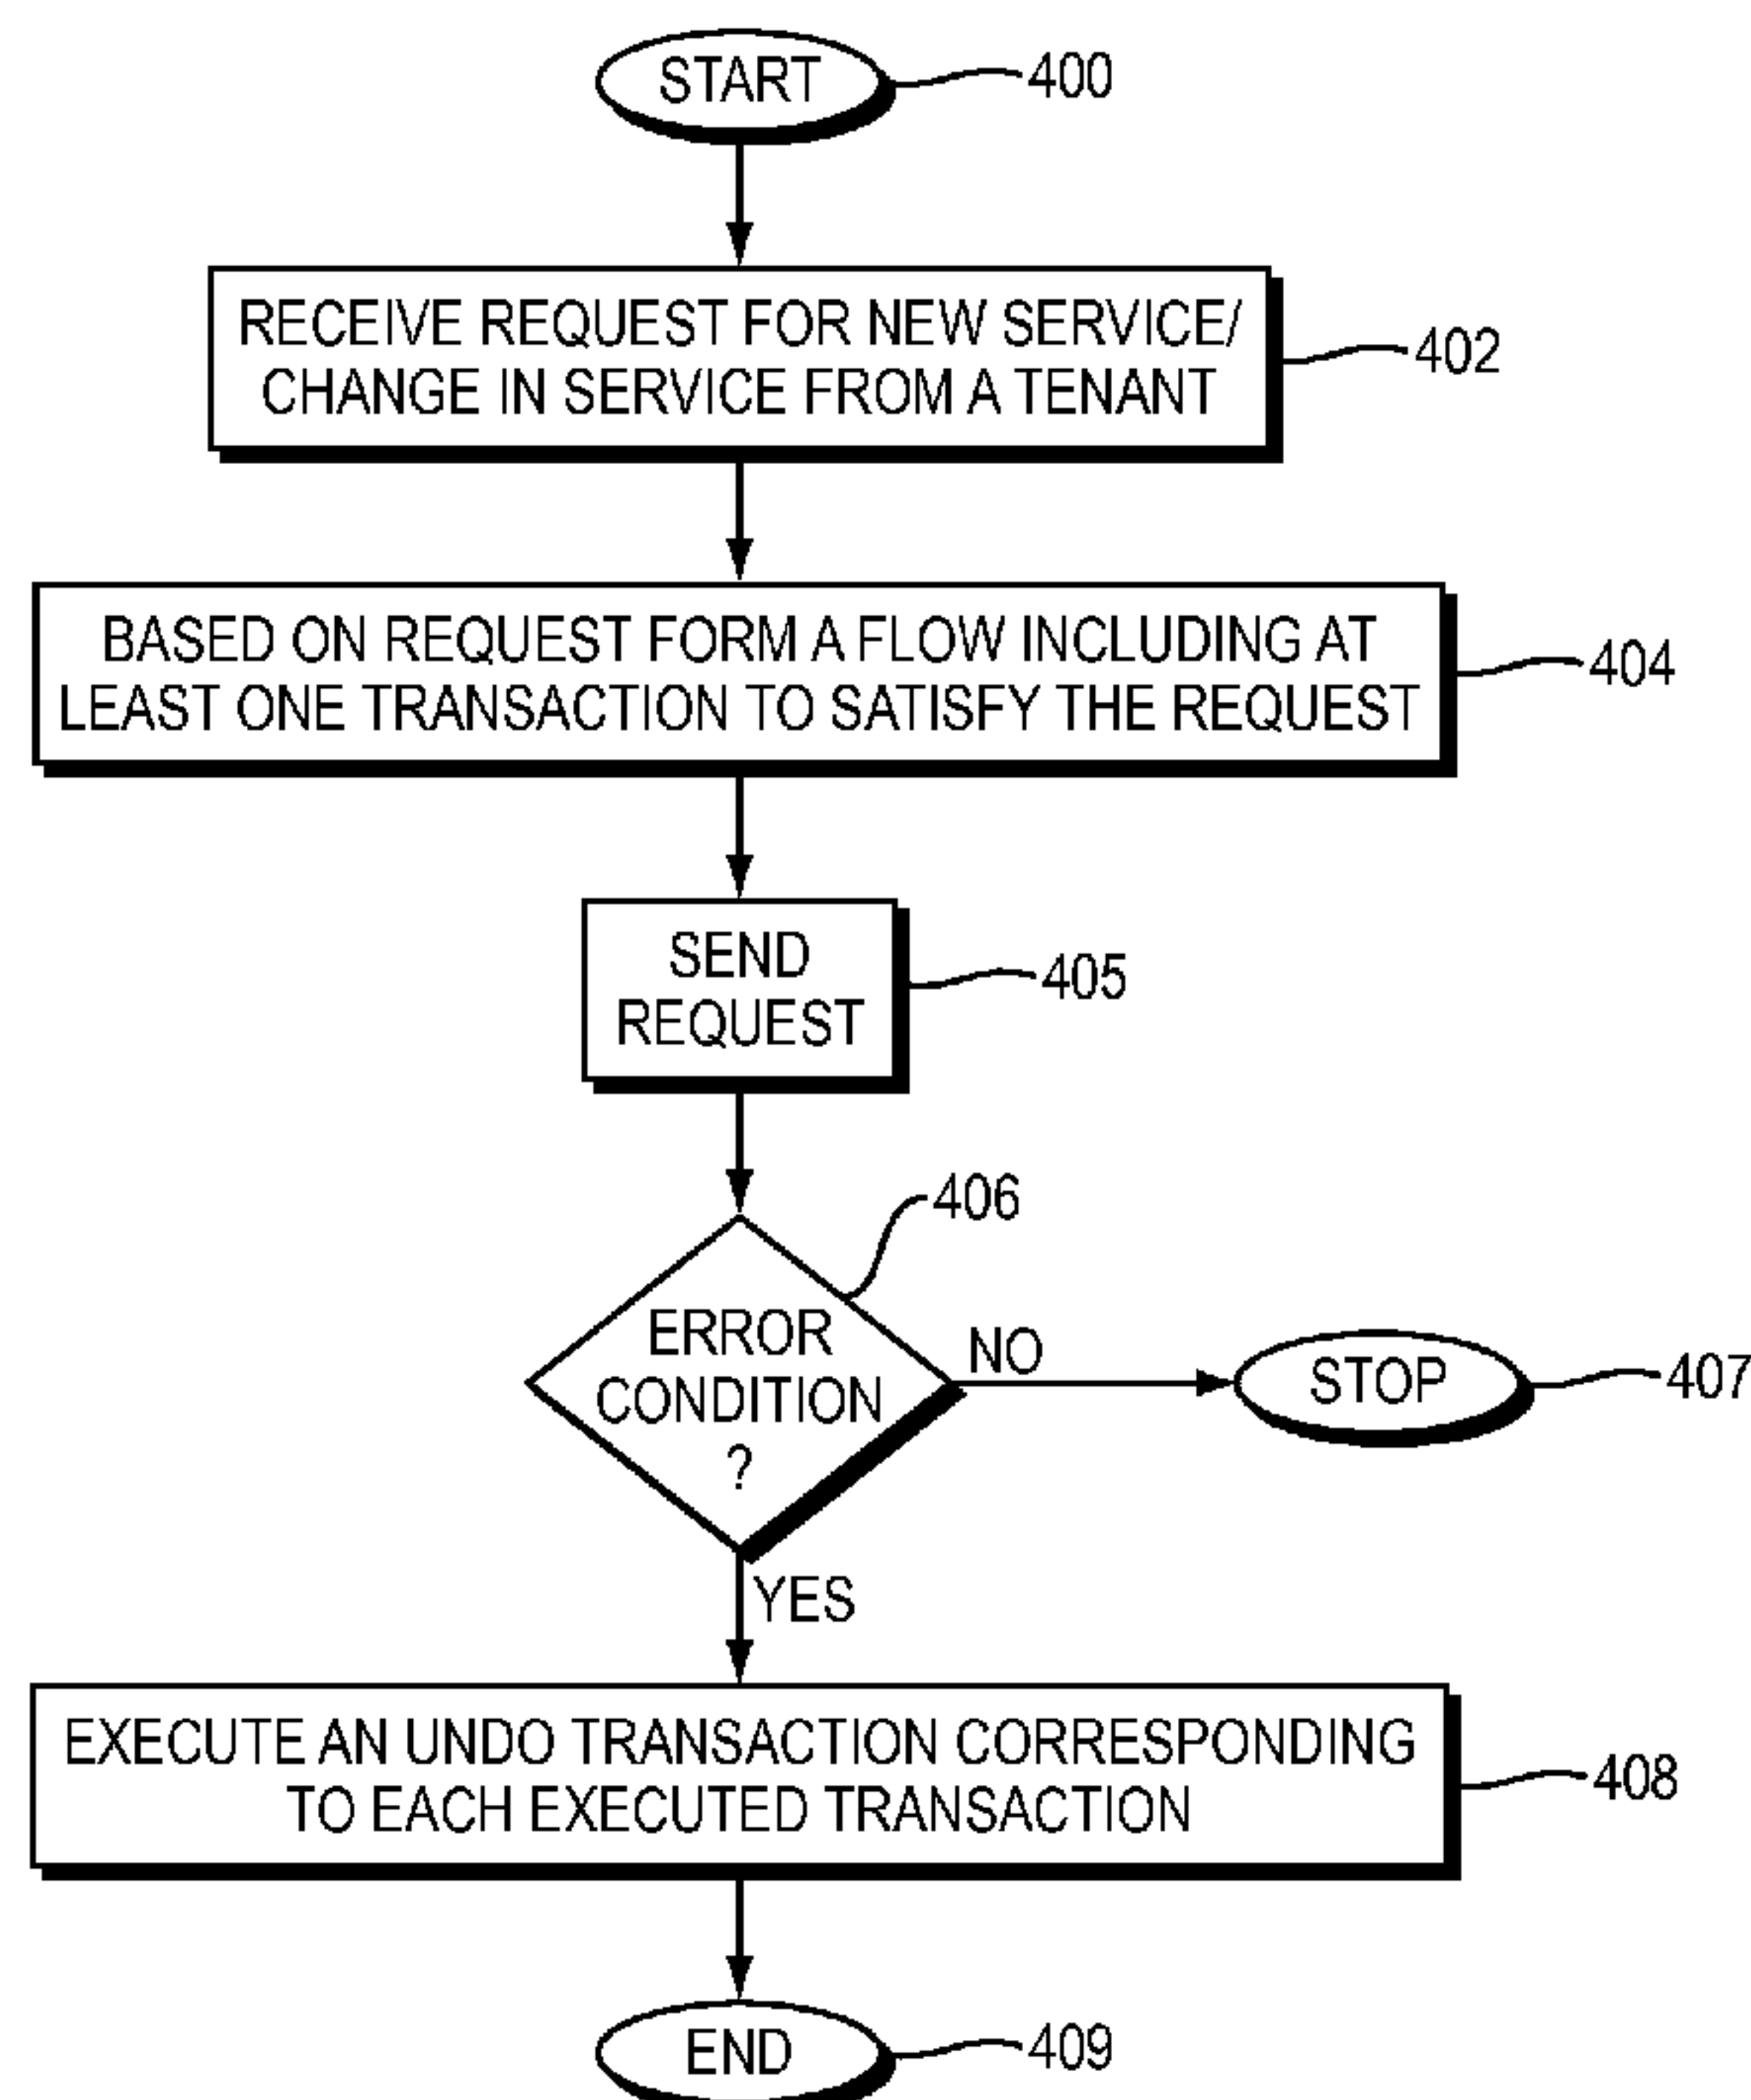 START
400
RECEIVE REQUEST FOR NEW SERVICE/
CHANGE IN SERVICE FROM A TENANT
402
BASED ON REQUEST FORM A FLOW INCLUDING AT
LEAST ONE TRANSACTION TO SATISFY THE REQUEST
404
SEND
REQUEST
405
406
ERROR
CONDITION
?
NO
STOP
407
YES
EXECUTE AN UNDO TRANSACTION CORRESPONDING
TO EACH EXECUTED TRANSACTION
408
END
409